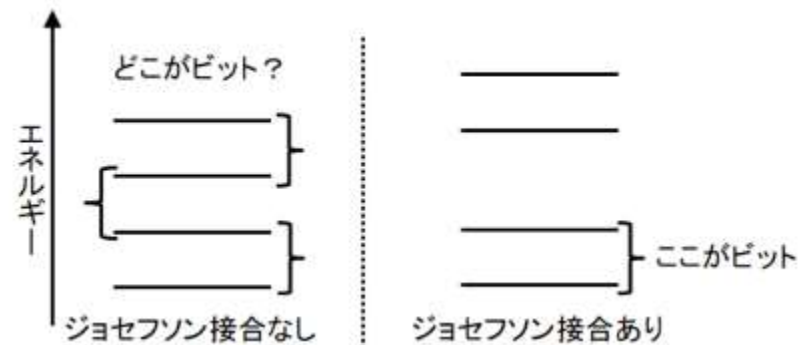 エネルギー
どこがビット？
ジョセフソン接合なし
ここがビット
ジョセフソン接合あり